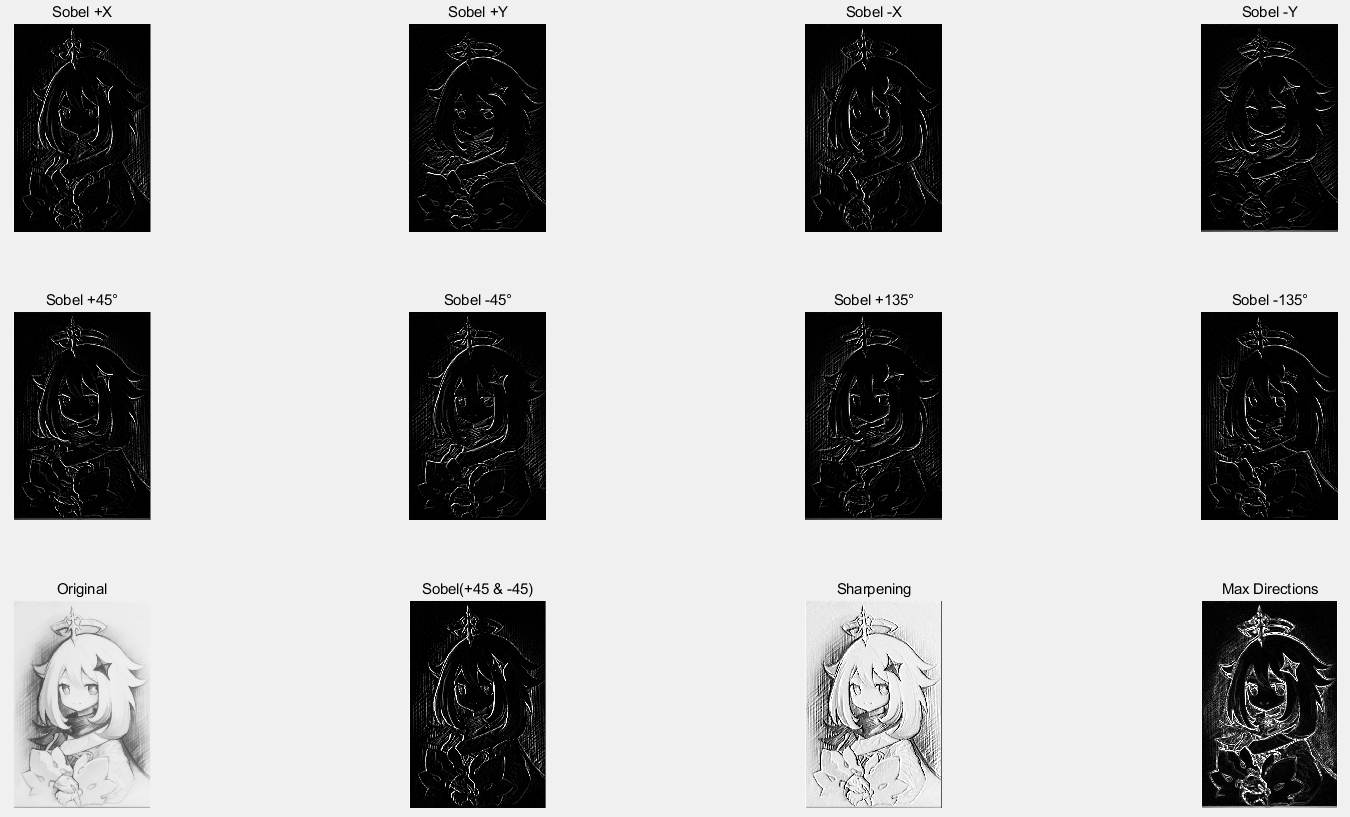 Sobel +X
Sobel +Y
Sobel -X
Sobel -Y
Sobel +45°
Sobel -45°
Sobel +135°
Sobel -135°
Original
Sobel(+45 & -45)
Sharpening
Max Directions